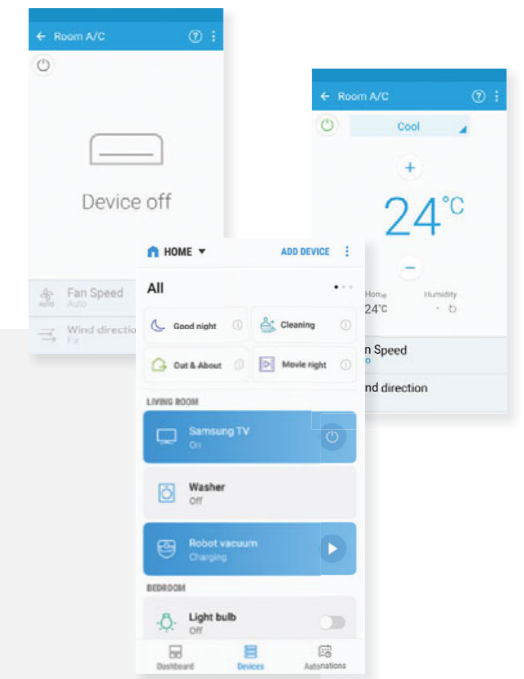 Room A/C
Device off
Fan Speed
Auto
Wind directio
Fix
Room A/C
Cool
24°C
Home
Humidity
24°C
-
n Speed
o
nd direction
HOME
ADD DEVICE
All
Good night
Cleaning
Out & About
Movie night
LIVING ROOM
Samsung TV
On
Washer
Off
Robot vacuum
Charging
BEDROOM
Light bulb
Off
Dashboard
Devices
Automations